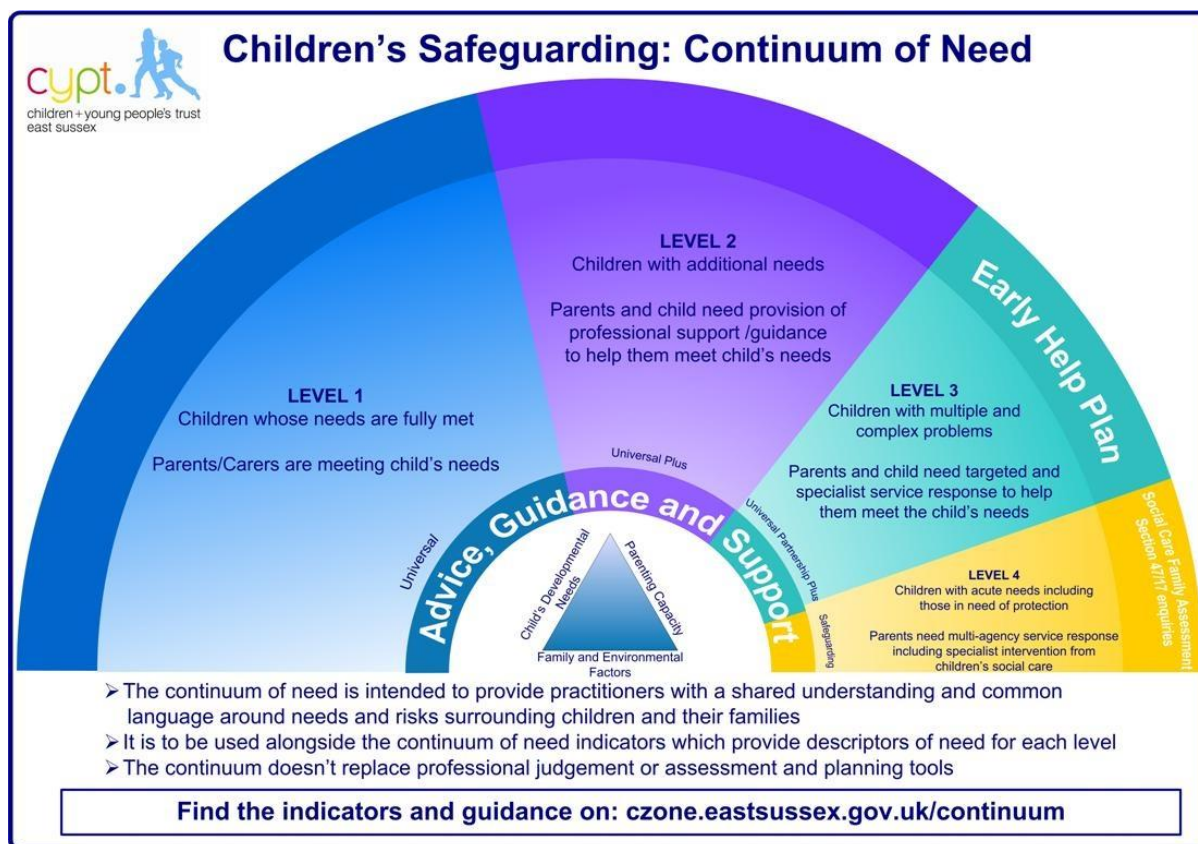 Children's Safeguarding: Continuum of Need
cypt.
children + young people's trust
east sussex
LEVEL 1
Children whose needs are fully met
Parents/Carers are meeting child's needs
LEVEL 2
Children with additional needs
Parents and child need provision of
professional support /guidance
to help them meet child's needs
LEVEL 3
Children with multiple and
complex problems
Parents and child need targeted and
specialist service response to help
them meet the child's needs
LEVEL 4
Children with acute needs including
those in need of protection
Parents need multi-agency service response
including specialist intervention from
children's social care
Early Help Plan
Social Care Family Assessment
Section 47/17 enquiries
Universal
Universal Plus
Universal Partnership Plus
Safeguarding
Advice, Guidance and Support
Child's Developmental
Needs
Parenting Capacity
Family and Environmental
Factors
➢ The continuum of need is intended to provide practitioners with a shared understanding and common
language around needs and risks surrounding children and their families
➢ It is to be used alongside the continuum of need indicators which provide descriptors of need for each level
➢ The continuum doesn't replace professional judgement or assessment and planning tools
Find the indicators and guidance on: czone.eastsussex.gov.uk/continuum